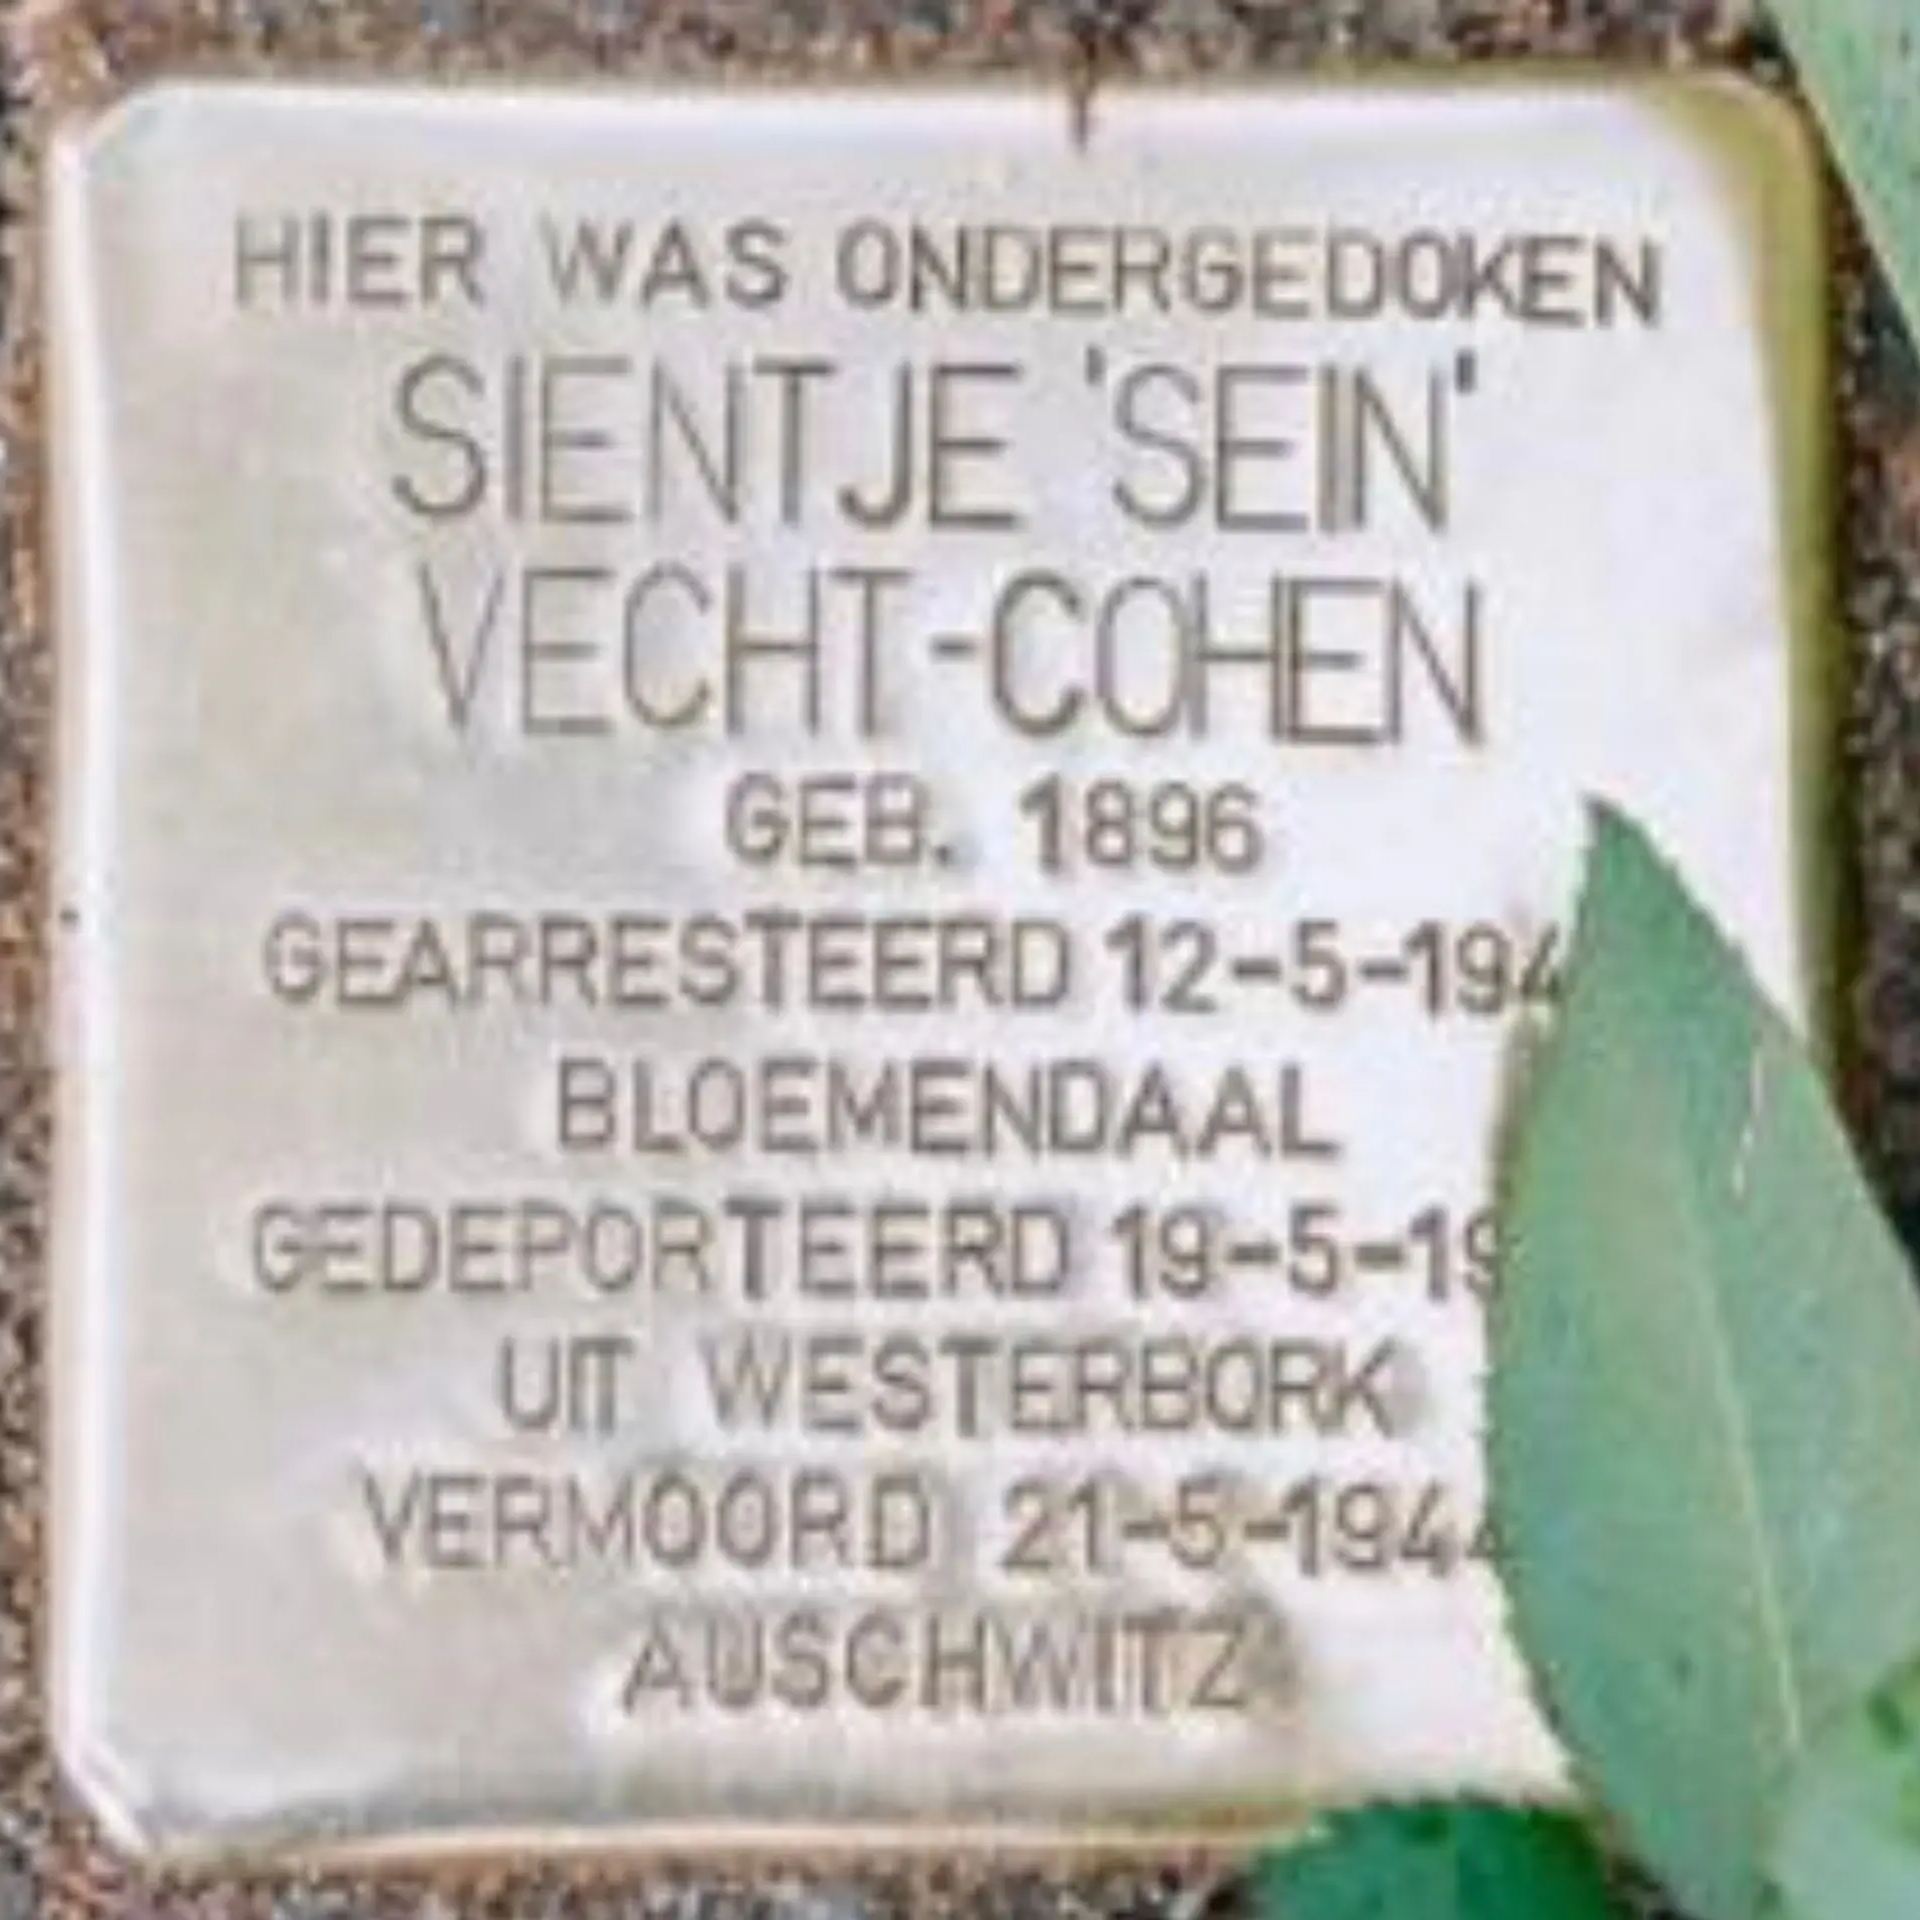 HIER WAS ONDERGEDOKEN
SIENTJE 'SEIN'
VECHT-COHEN
GEB. 1896
GEARRESTEERD 12-5-194
BLOEMENDAAL
GEDEPORTEERD 19-5-19
UIT WESTERBORK
VERMOORD 21-5-1944
AUSCHWITZ